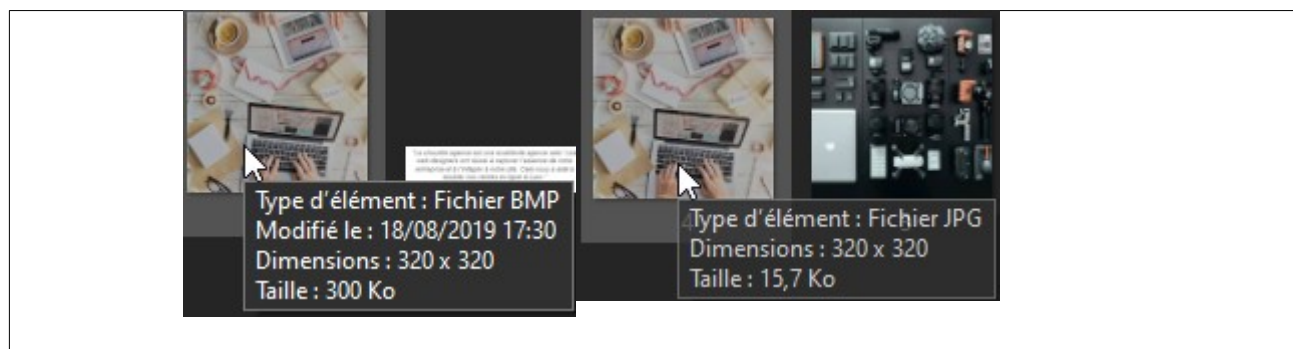 Type d'élément : Fichier BMP
Modifié le : 18/08/2019 17:30
Dimensions : 320 x 320
Taille : 300 Ko
4
Type d'élément : Fichier JPG
Dimensions : 320 x 320
Taille : 15,7 Ko